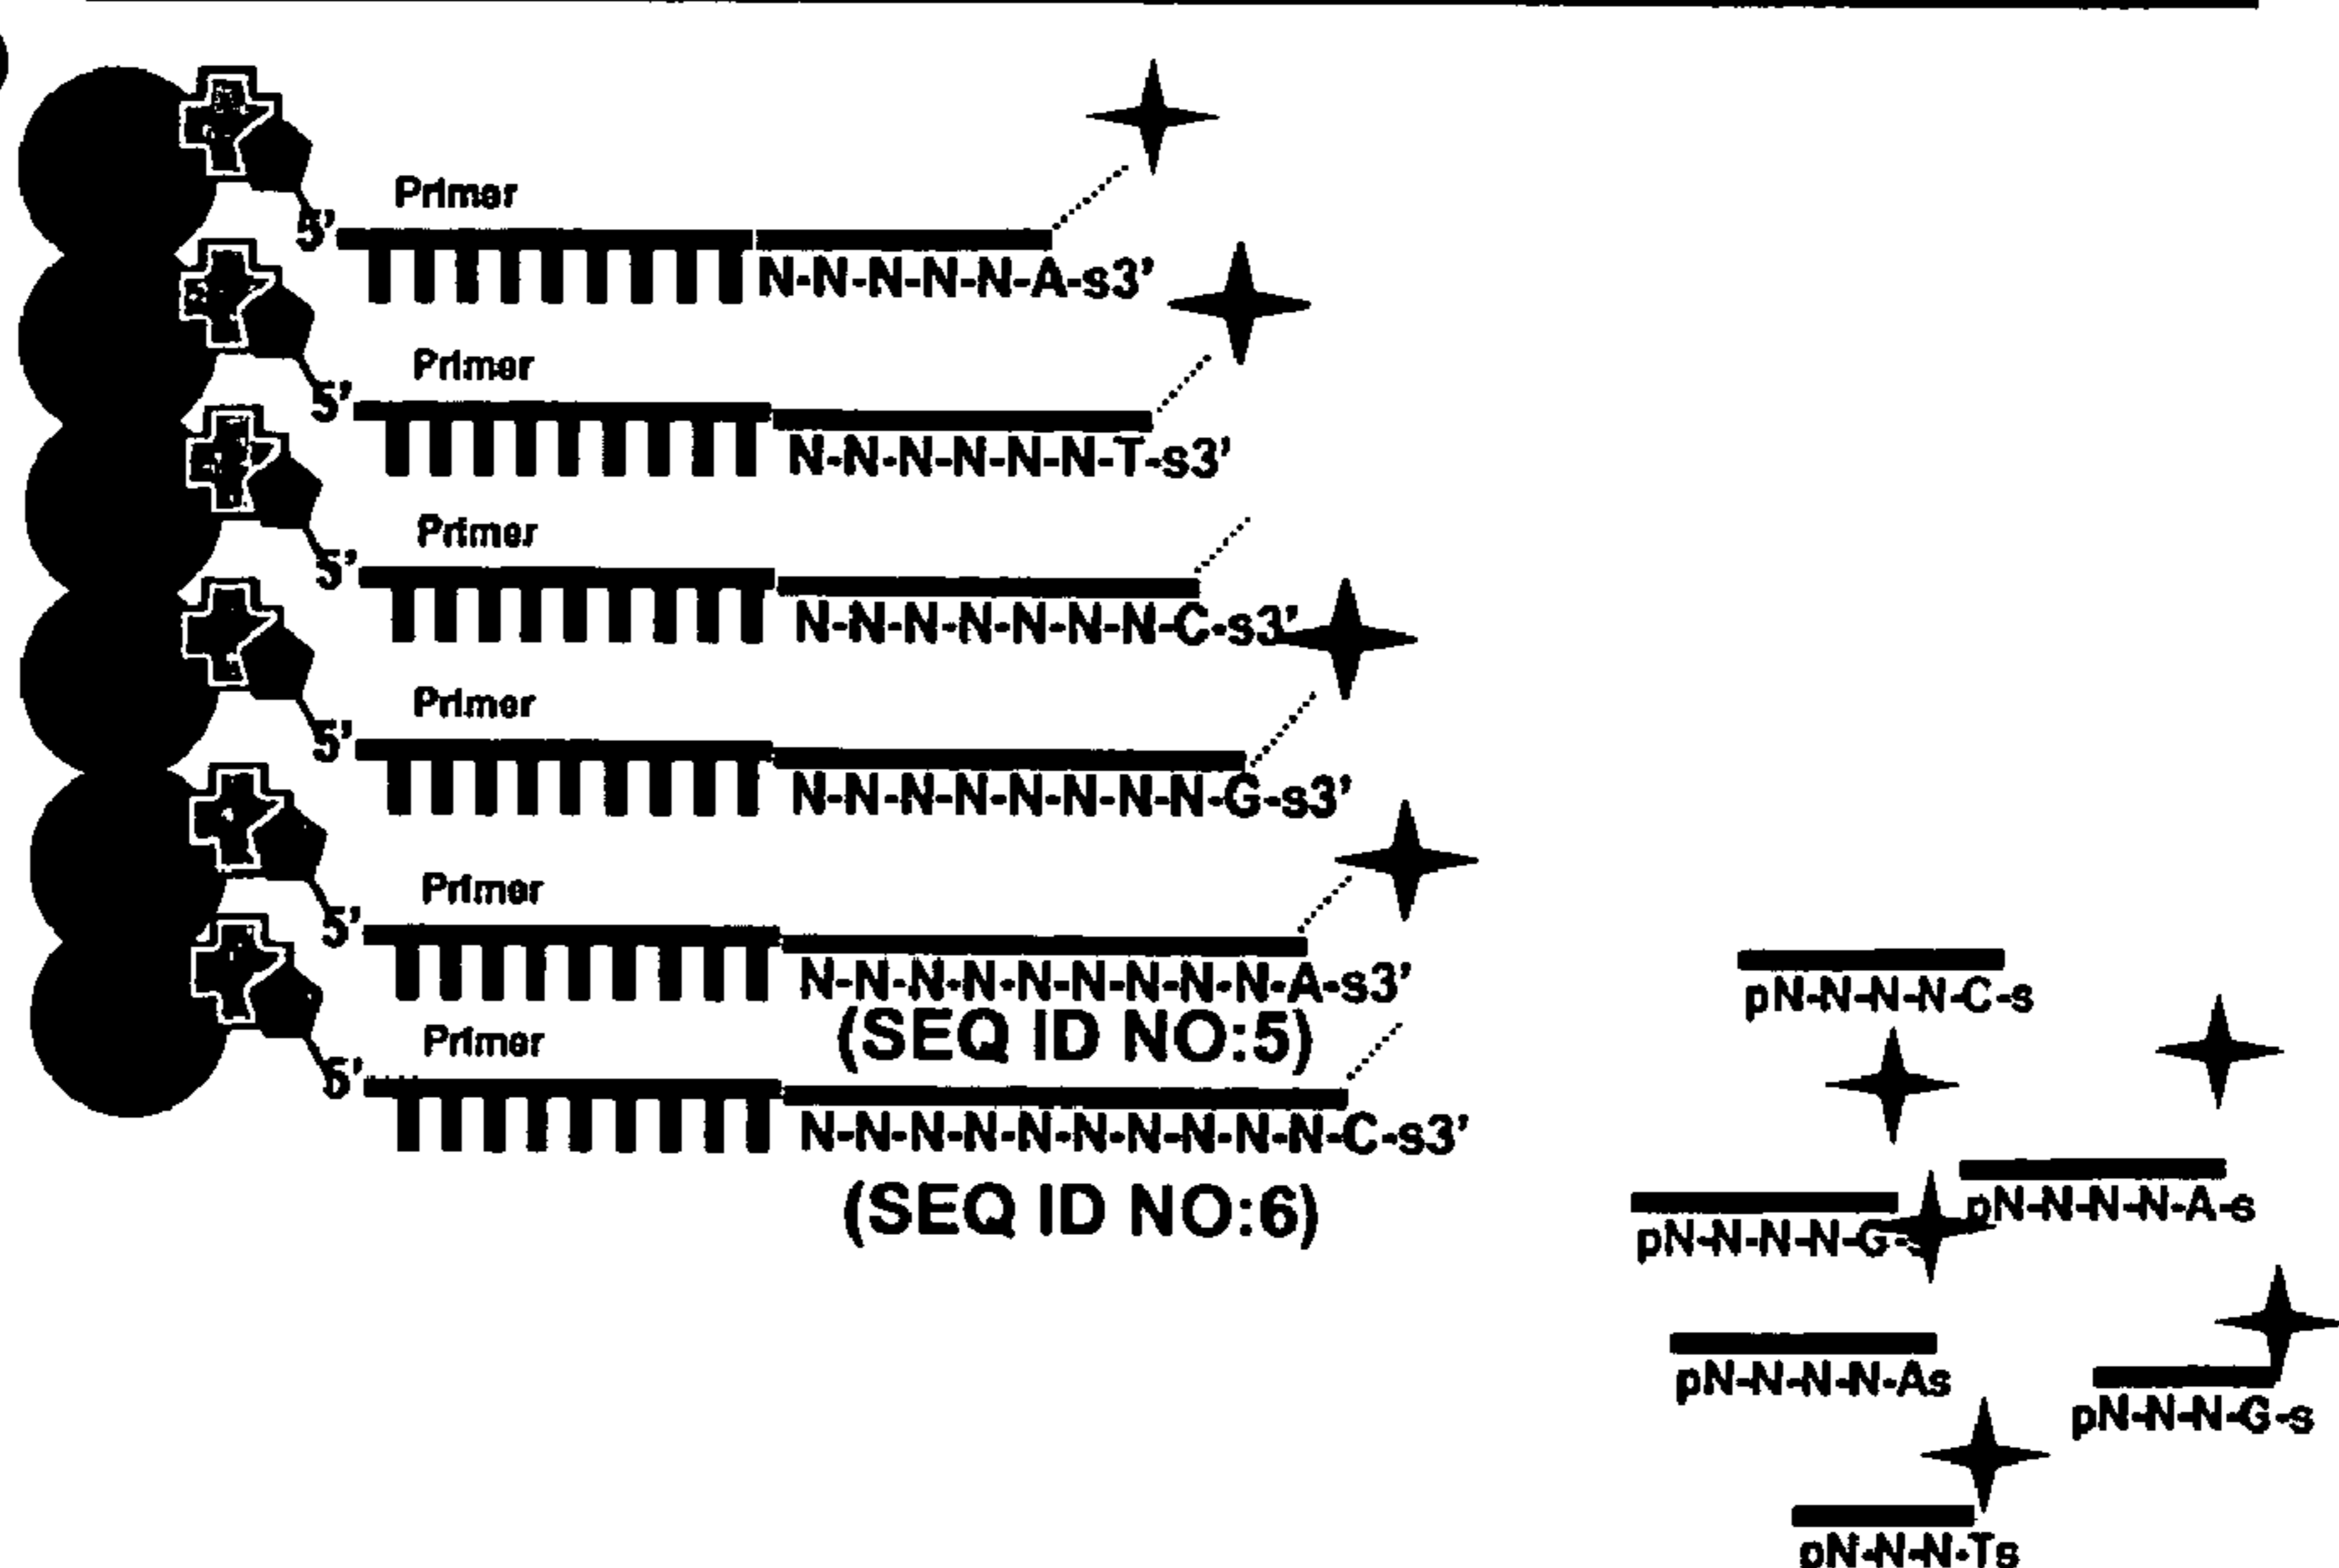 Primer
5'
N-N-N-N-N-A-s3'
Primer
5'
N-N-N-N-N-N-T-s3'
Primer
5'
N-N-N-N-N-N-N-C-s3'
Primer
5'
N-N-N-N-N-N-N-N-G-s3'
Primer
5'
N-N-N-N-N-N-N-N-N-A-s3'
(SEQ ID NO:5)
Primer
5'
N-N-N-N-N-N-N-N-N-N-C-s3'
(SEQ ID NO:6)
pN-N-N-N-C-s
pN-N-N-N-A-s
pN-N-N-N-G-s
pN-N-N-N-As
pN-N-N-G-s
pN-N-N-Ts